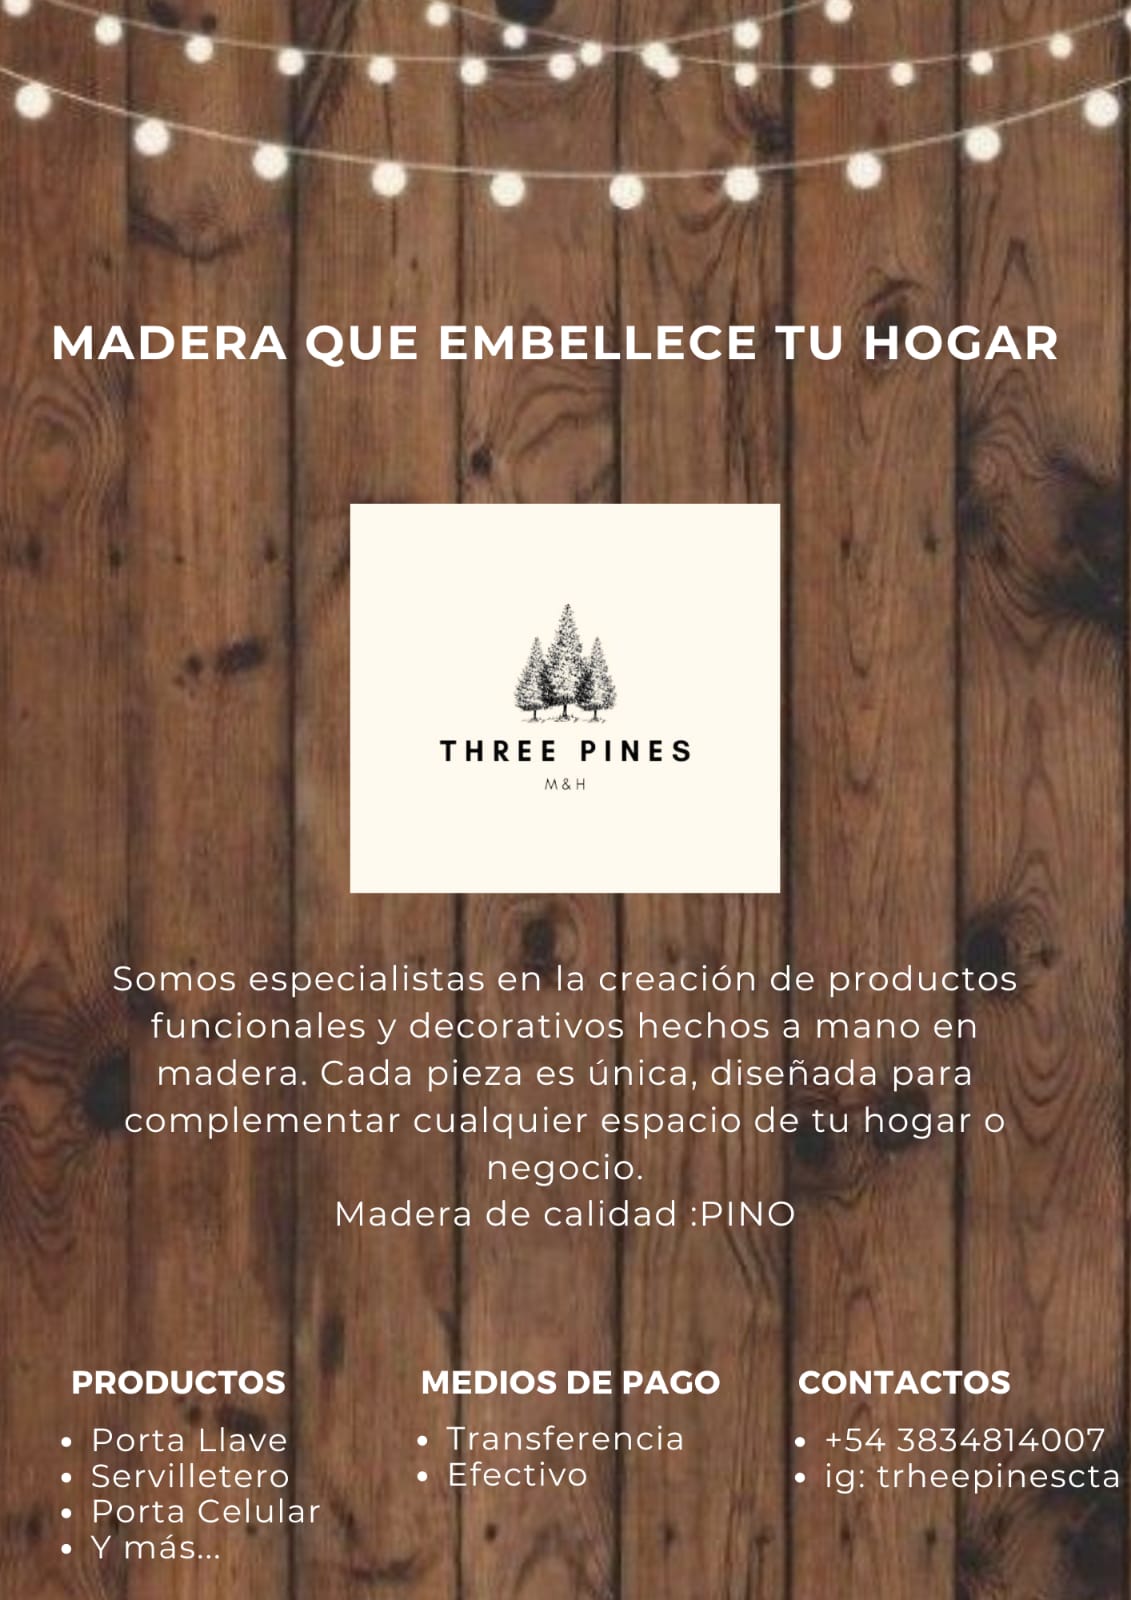 MADERA QUE EMBELLECE TU HOGAR
THREE PINES
M&H
Somos especialistas en la creación de productos
funcionales y decorativos hechos a mano en
madera. Cada pieza es única, diseñada para
complementar cualquier espacio de tu hogar o
negocio.
Madera de calidad :PINO
PRODUCTOS
• Porta Llave
• Servilletero
• Porta Celular
• Y más...
MEDIOS DE PAGO
• Transferencia
• Efectivo
CONTACTOS
• +54 3834814007
• ig: trheepinescta